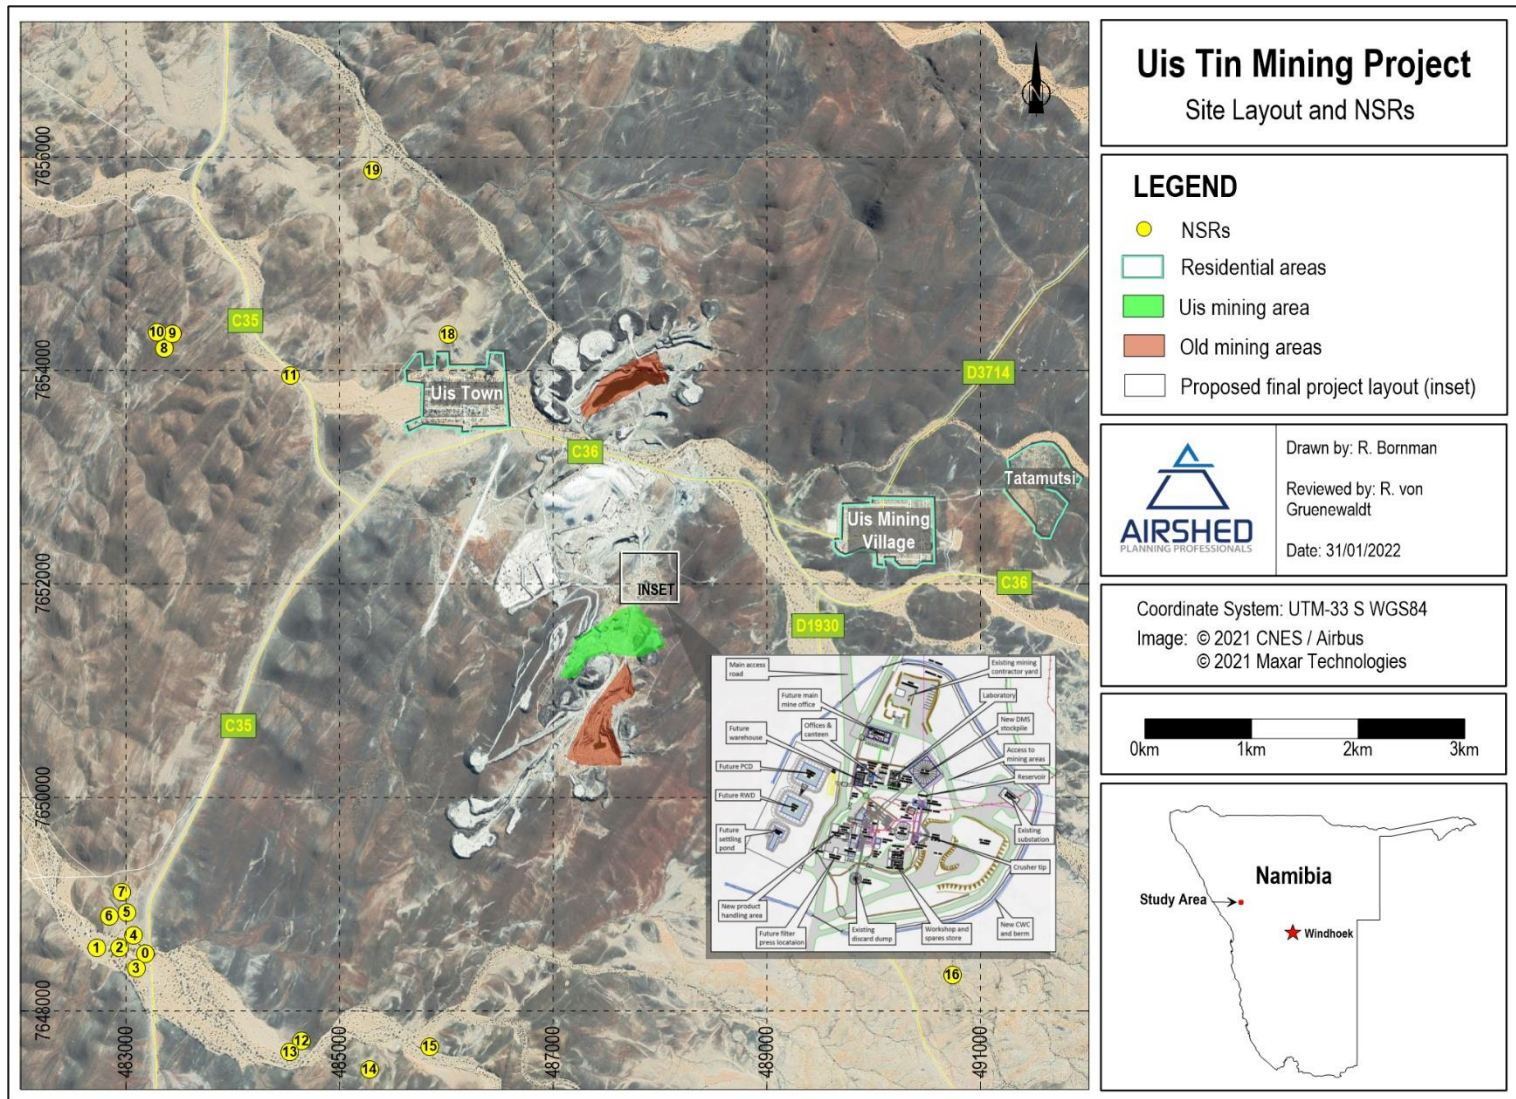 Uis Tin Mining Project
Site Layout and NSRs
LEGEND
NSRs
Residential areas
Uis mining area
Old mining areas
Proposed final project layout (inset)
AIRSHED
PLANNING PROFESSIONALS
Drawn by: R. Bornman
Reviewed by: R. von
Gruenewaldt
Date: 31/01/2022
Coordinate System: UTM-33 S WGS84
Image: © 2021 CNES / Airbus
© 2021 Maxar Technologies
0km
1km
2km
3km
Namibia
Study Area
Windhoek
N
7656000
7654000
7652000
7650000
7648000
483000
485000
487000
489000
491000
19
10
9
8
C35
11
18
Uis Town
C36
D3714
Tatamutsi
Uis Mining
Village
C36
D1930
INSET
C35
7
6
5
4
1
2
0
3
12
13
14
15
16
Main access
road
Future main
mine office
Future
warehouse
Offices &
canteen
Future PCD
Future RWD
Future
settling
pond
New product
handling area
Future filter
press locataion
Existing
discard dump
Workshop and
spares store
New CWC
and berm
Crusher tip
Existing
substation
Reservoir
Access to
mining areas
New DMS
stockpile
Laboratory
Existing mining
contractor yard